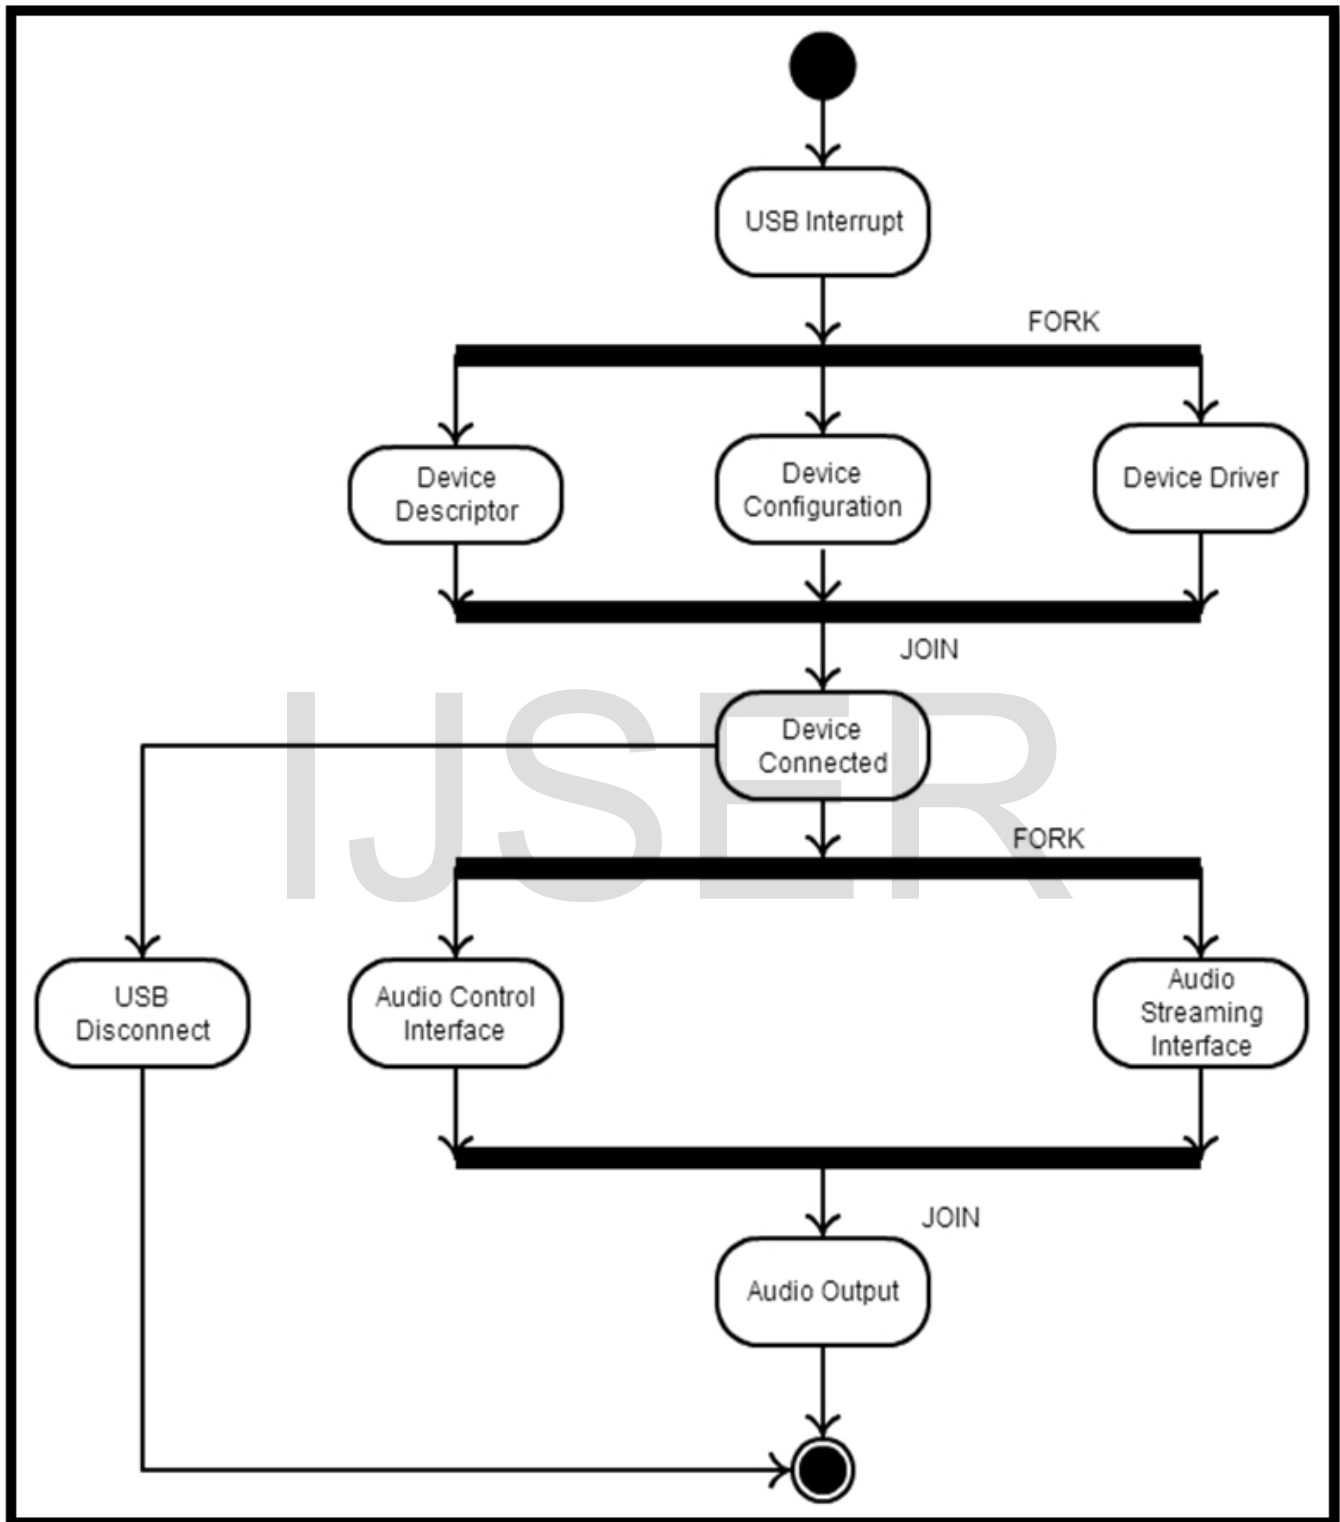 USB Interrupt
FORK
Device
Descriptor
Device
Configuration
Device Driver
JOIN
Device
Connected
IJSER
FORK
USB
Disconnect
Audio Control
Interface
Audio
Streaming
Interface
JOIN
Audio Output